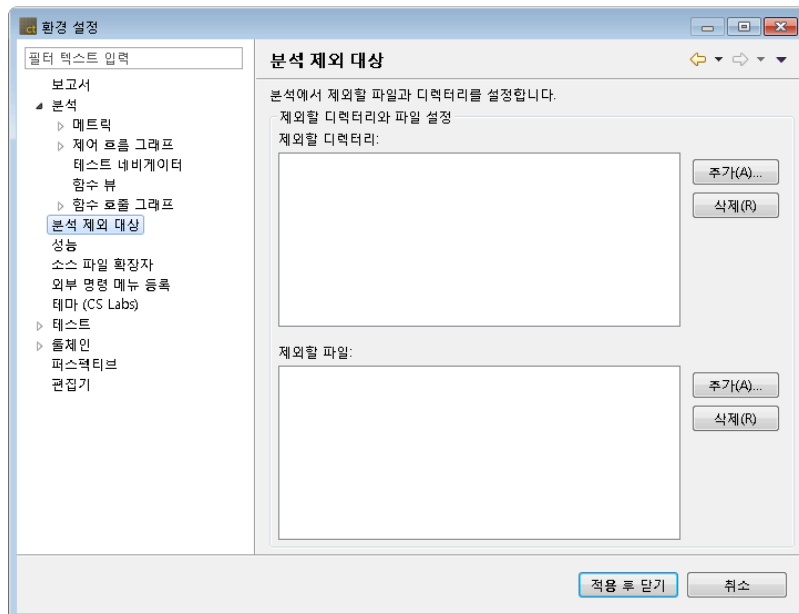 ct 환경 설정
필터 텍스트 입력
보고서
분석
메트릭
제어 흐름 그래프
테스트 네비게이터
함수 뷰
함수 호출 그래프
분석 제외 대상
성능
소스 파일 확장자
외부 명령 메뉴 등록
테마 (CS Labs)
테스트
툴체인
퍼스펙티브
편집기
분석 제외 대상
분석에서 제외할 파일과 디렉터리를 설정합니다.
제외할 디렉터리와 파일 설정
제외할 디렉터리:
추가(A)...
삭제(R)
제외할 파일:
추가(A)...
삭제(R)
적용 후 닫기
취소